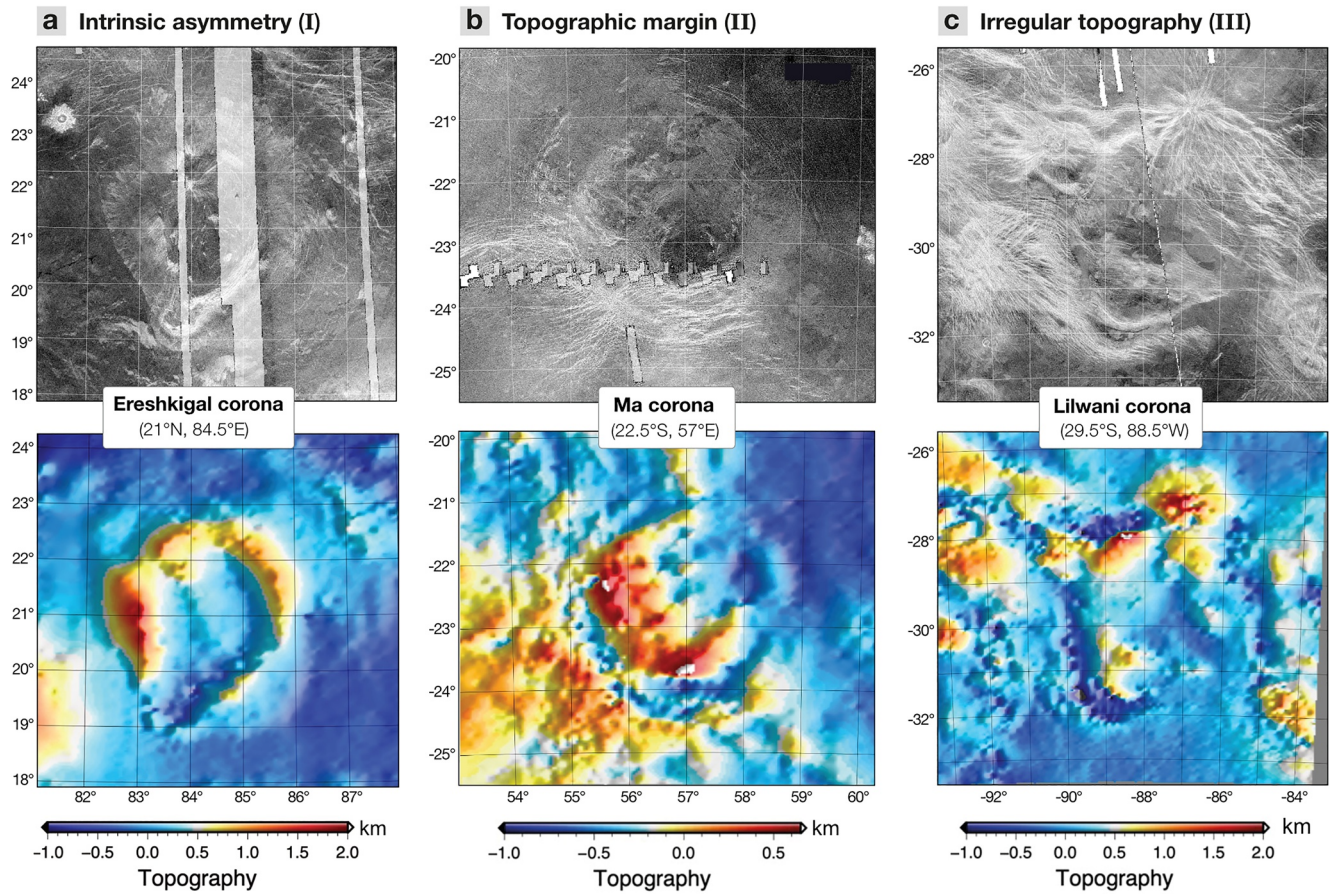 a Intrinsic asymmetry (I)
b Topographic margin (II)
c Irregular topography (III)
24°
23°
22°
21°
20°
19°
18°
-20°
-21°
-22°
-23°
-24°
-25°
-26°
-28°
-30°
-32°
Ereshkigal corona
(21°N, 84.5°E)
Ma corona
(22.5°S, 57°E)
Lilwani corona
(29.5°S, 88.5°W)
24°
23°
22°
21°
20°
19°
18°
82° 83° 84° 85° 86° 87°
-20°
-21°
-22°
-23°
-24°
-25°
54° 55° 56° 57° 58° 59° 60°
-26°
-28°
-30°
-32°
-92° -90° -88° -86° -84°
km
−1.0 −0.5 0.0 0.5 1.0 1.5 2.0
Topography
km
−1.0 −0.5 0.0 0.5
Topography
km
−1.0 −0.5 0.0 0.5 1.0 1.5 2.0
Topography